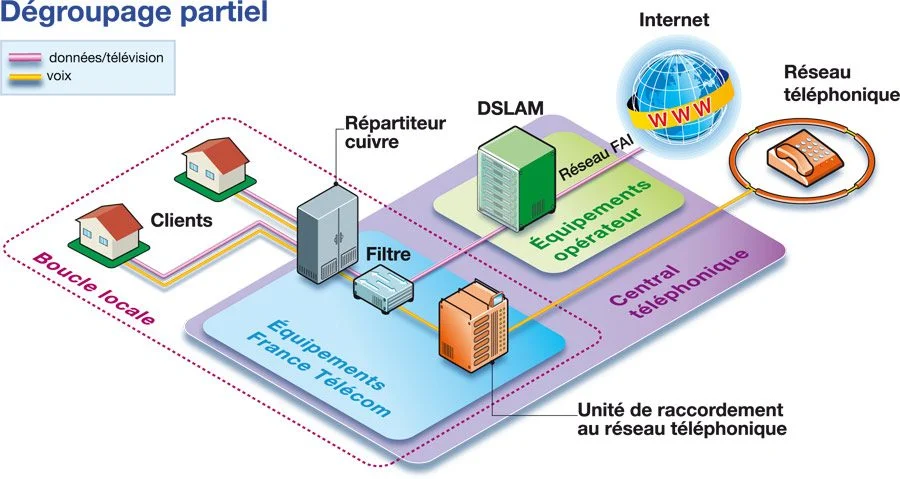 Dégroupage partiel
données/télévision
voix
Internet
WWW
Réseau
téléphonique
DSLAM
Répartiteur
cuivre
Réseau FAI
Clients
Équipements
opérateur
Filtre
Boucle locale
Central
téléphonique
Équipements
France Télécom
Unité de raccordement
au réseau téléphonique